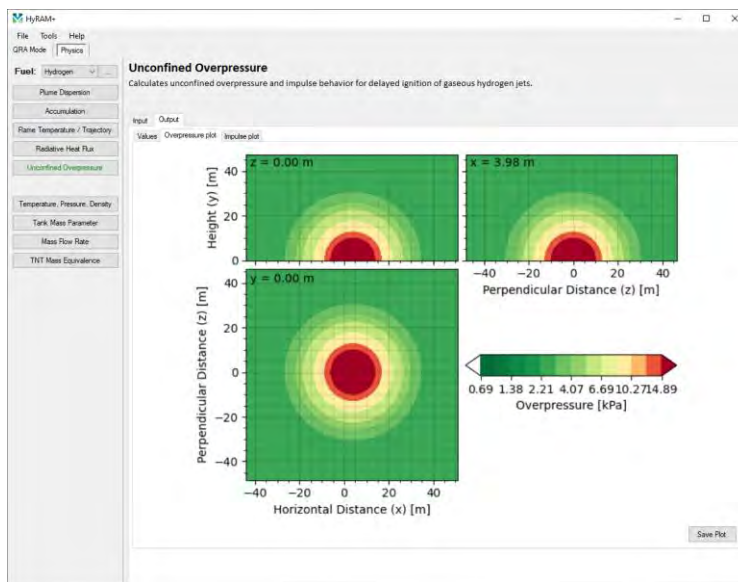 HyRAM+
File Tools Help
QRA Mode Physics
Fuel: Hydrogen ...
Plume Dispersion
Accumulation
Flame Temperature / Trajectory
Radiative Heat Flux
Unconfined Overpressure
Temperature, Pressure, Density
Tank Mass Parameter
Mass Flow Rate
TNT Mass Equivalence
Unconfined Overpressure
Calculates unconfined overpressure and impulse behavior for delayed ignition of gaseous hydrogen jets.
Input Output
Values Overpressure plot Impulse plot
z = 0.00 m
40
20
0
Height (y) [m]
x = 3.98 m
−40 −20 0 20 40
Perpendicular Distance (z) [m]
y = 0.00 m
40
20
0
−20
−40
Perpendicular Distance (z) [m]
−40 −20 0 20 40
Horizontal Distance (x) [m]
0.69 1.38 2.21 4.07 6.69 10.27 14.89
Overpressure [kPa]
Save Plot